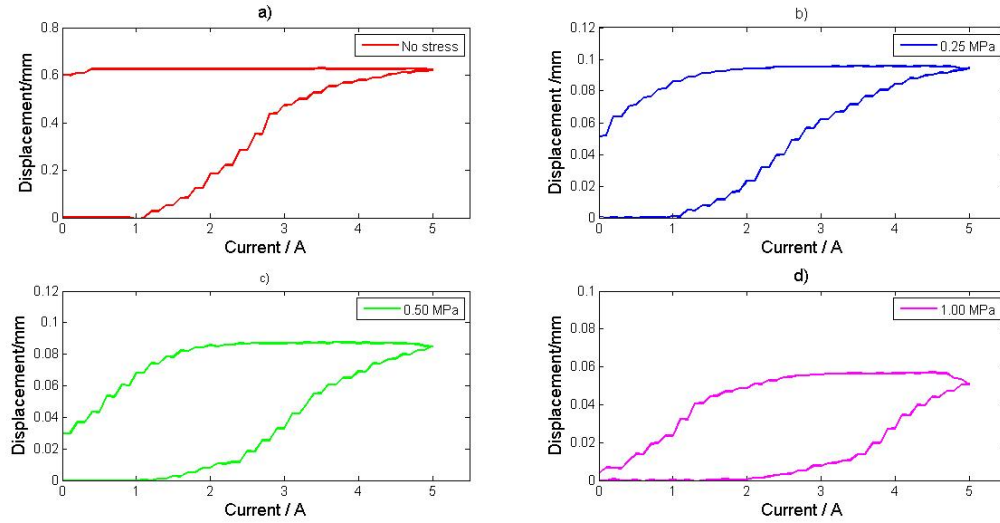 a)
No stress
Displacement/mm
0.8
0.6
0.4
0.2
0
0 1 2 3 4 5
Current / A
b)
0.25 MPa
Displacement /mm
0.12
0.1
0.08
0.06
0.04
0.02
0
0 1 2 3 4 5
Current / A
c)
0.50 MPa
Displacement/mm
0.12
0.1
0.08
0.06
0.04
0.02
0
0 1 2 3 4 5
Current / A
d)
1.00 MPa
Displacement/mm
0.1
0.08
0.06
0.04
0.02
0
0 1 2 3 4 5
Current / A